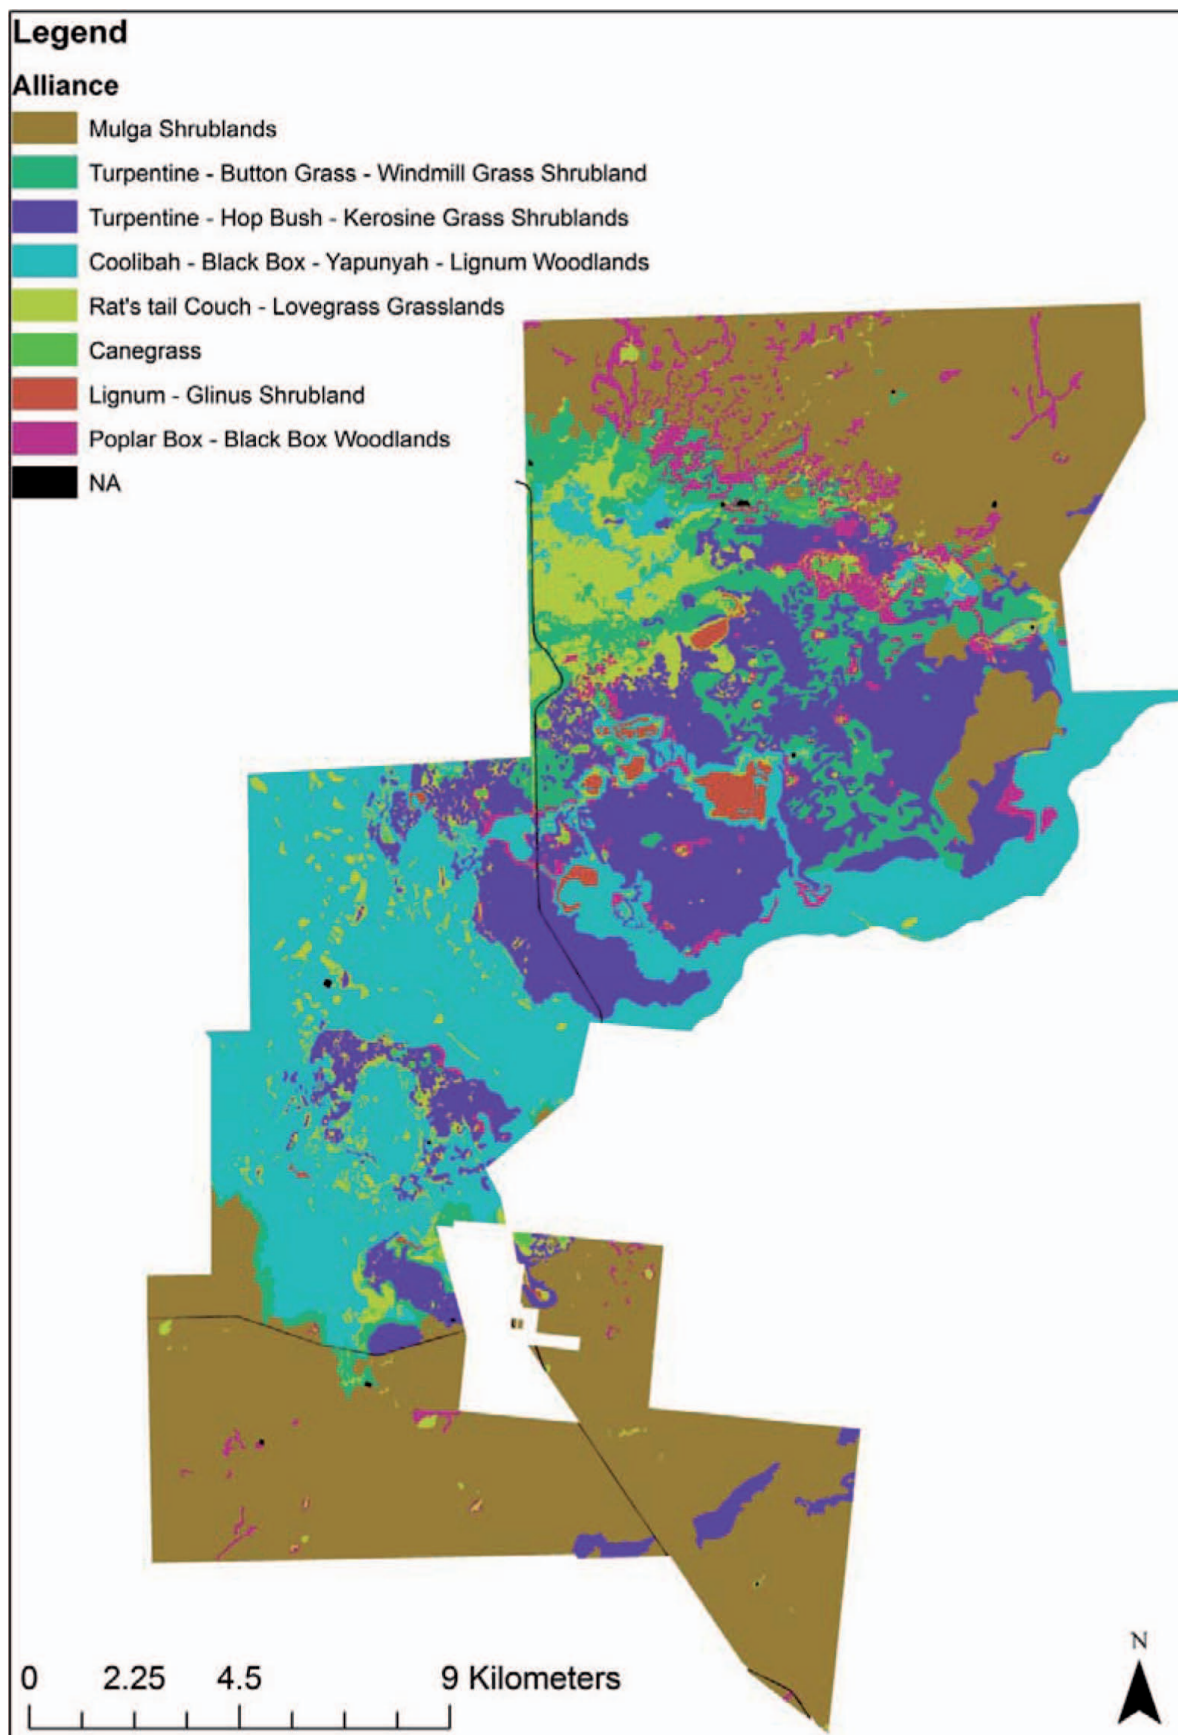 Legend
Alliance
Mulga Shrublands
Turpentine - Button Grass - Windmill Grass Shrubland
Turpentine - Hop Bush - Kerosine Grass Shrublands
Coolibah - Black Box - Yapunyah - Lignum Woodlands
Rat's tail Couch - Lovegrass Grasslands
Canegrass
Lignum - Glinus Shrubland
Poplar Box - Black Box Woodlands
NA
N
0 2.25 4.5 9 Kilometers